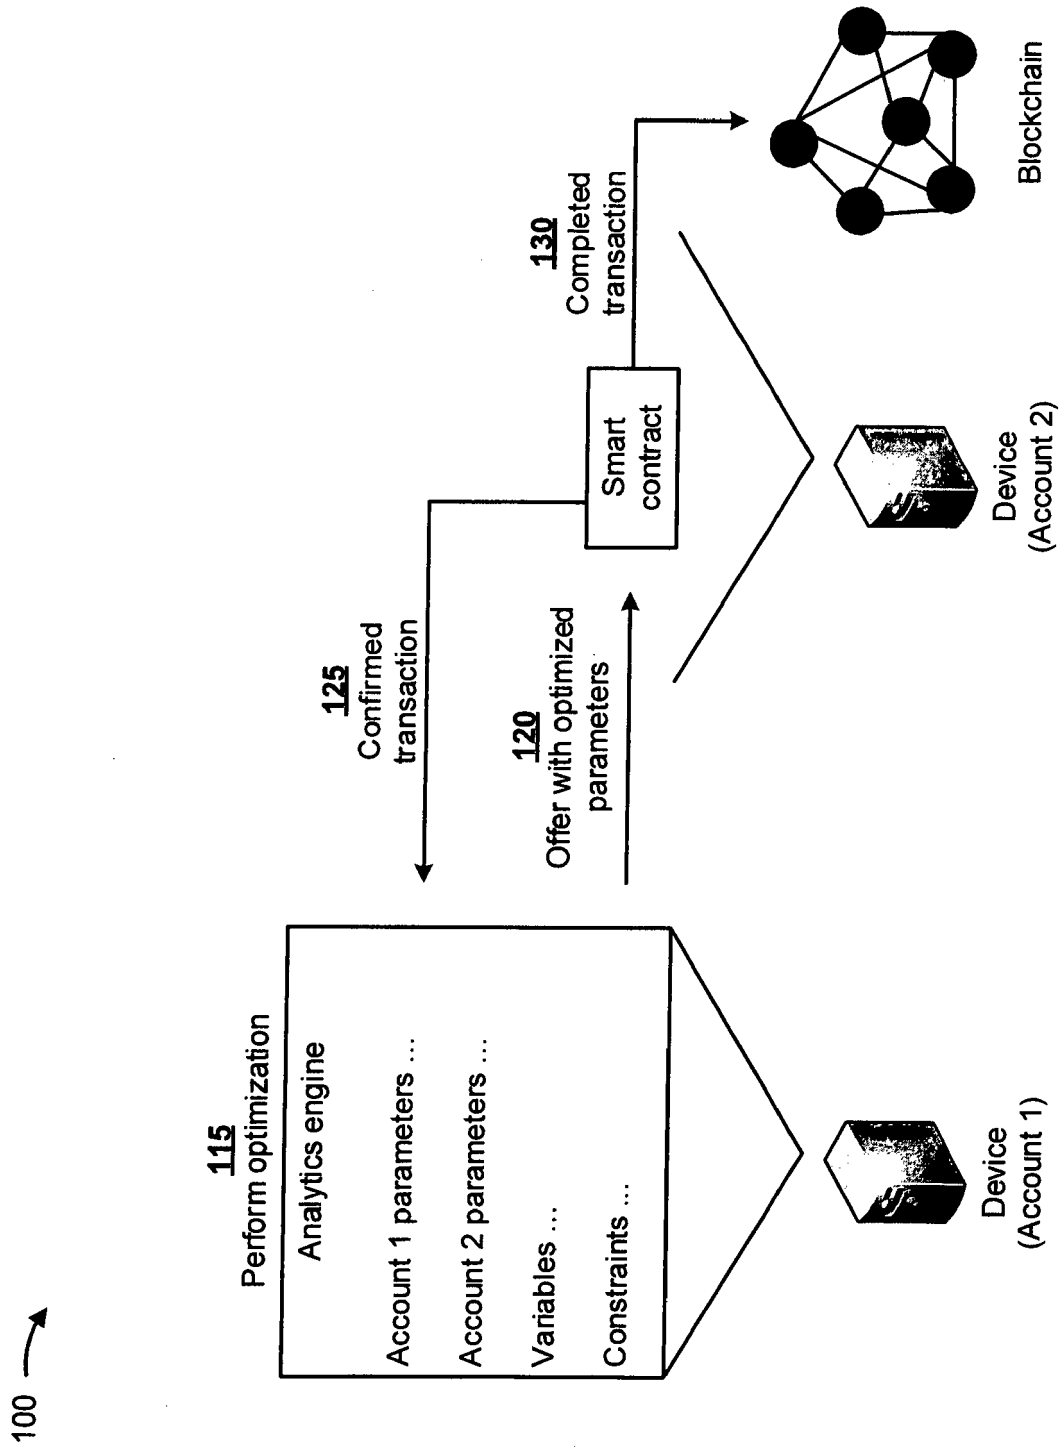 100
115
Perform optimization
Analytics engine
Account 1 parameters ...
Account 2 parameters ...
Variables ...
Constraints ...
Device
(Account 1)
125
Confirmed
transaction
120
Offer with optimized
parameters
Smart
contract
Device
(Account 2)
130
Completed
transaction
Blockchain